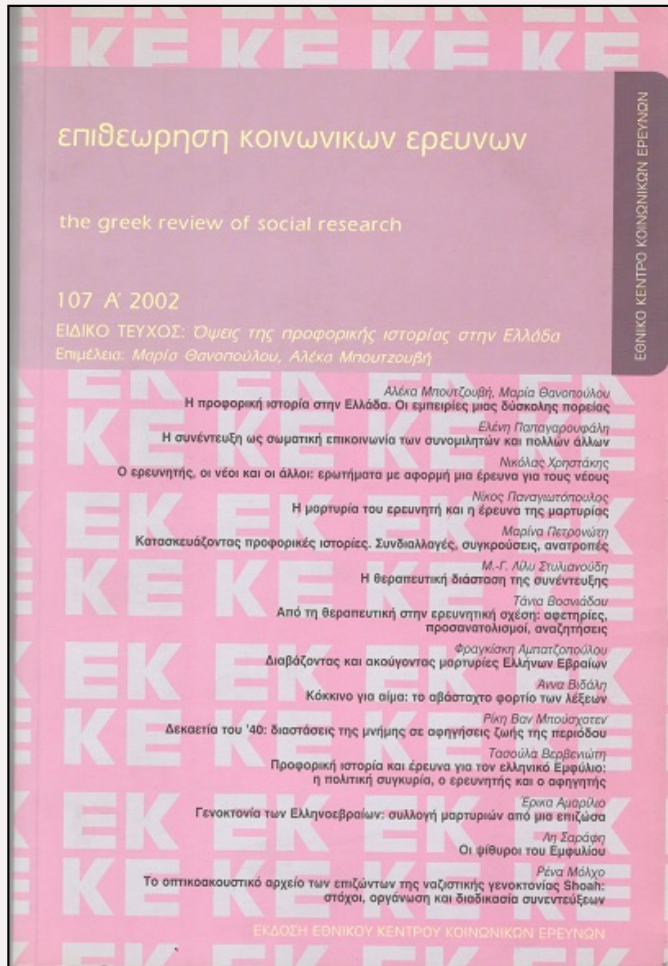 επιθεωρηση κοινωνικων ερευνων
the greek review of social research
107 Α' 2002
ΕΙΔΙΚΟ ΤΕΥΧΟΣ: Όψεις της προφορικής ιστορίας στην Ελλάδα
Επιμέλεια: Μαρία Θανοπούλου, Αλέκα Μπουτζουβή
ΕΘΝΙΚΟ ΚΕΝΤΡΟ ΚΟΙΝΩΝΙΚΩΝ ΕΡΕΥΝΩΝ
Αλέκα Μπουτζουβή, Μαρία Θανοπούλου
Η προφορική ιστορία στην Ελλάδα. Οι εμπειρίες μιας δύσκολης πορείας
Ελένη Παπαγαρουφάλη
Η συνέντευξη ως σωματική επικοινωνία των συνομιλητών και πολλών άλλων
Νικόλας Χρηστάκης
Ο ερευνητής, οι νέοι και οι άλλοι: ερωτήματα με αφορμή μια έρευνα για τους νέους
Νίκος Παναγιωτόπουλος
Η μαρτυρία του ερευνητή και η έρευνα της μαρτυρίας
Μαρίνα Πετρονώτη
Κατασκευάζοντας προφορικές ιστορίες. Συνδιαλλαγές, συγκρούσεις, ανατροπές
Μ.-Γ. Λίλυ Στυλιανούδη
Η θεραπευτική διάσταση της συνέντευξης
Τάνια Βοσνιάδου
Από τη θεραπευτική στην ερευνητική σχέση: αφετηρίες,
προσανατολισμοί, αναζητήσεις
Φραγκίσκη Αμπατζοπούλου
Διαβάζοντας και ακούγοντας μαρτυρίες Ελλήνων Εβραίων
Άννα Βιδάλη
Κόκκινο για αίμα: το αβάσταχτο φορτίο των λέξεων
Ρίκη Βαν Μπούσχοτεν
Δεκαετία του '40: διαστάσεις της μνήμης σε αφηγήσεις ζωής της περιόδου
Τασούλα Βερβενιώτη
Προφορική ιστορία και έρευνα για τον ελληνικό Εμφύλιο:
η πολιτική συγκυρία, ο ερευνητής και ο αφηγητής
Έρικα Αμαρίλιο
Γενοκτονία των Ελληνοεβραίων: συλλογή μαρτυριών από μια επιζώσα
Λη Σαράφη
Οι ψίθυροι του Εμφυλίου
Ρένα Μόλχο
Το οπτικοακουστικό αρχείο των επιζώντων της ναζιστικής γενοκτονίας Shoah:
στόχοι, οργάνωση και διαδικασία συνεντεύξεων
ΕΚΔΟΣΗ ΕΘΝΙΚΟΥ ΚΕΝΤΡΟΥ ΚΟΙΝΩΝΙΚΩΝ ΕΡΕΥΝΩΝ